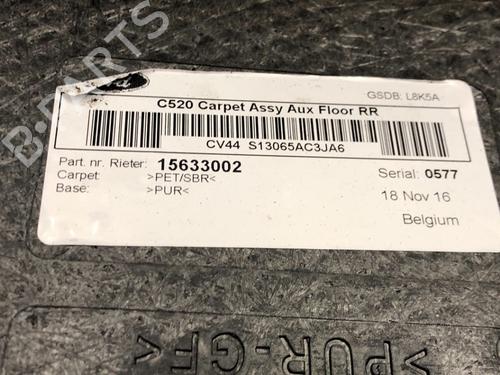 GSDB: L8K5A
C520 Carpet Assy Aux Floor RR
CV44 S13065AC3JA6
Part. nr. Rieter: 15633002
Serial: 0577
Carpet: >PET/SBR<
18 Nov 16
Base: >PUR<
Belgium
>PUR-GF<
B-PARTS